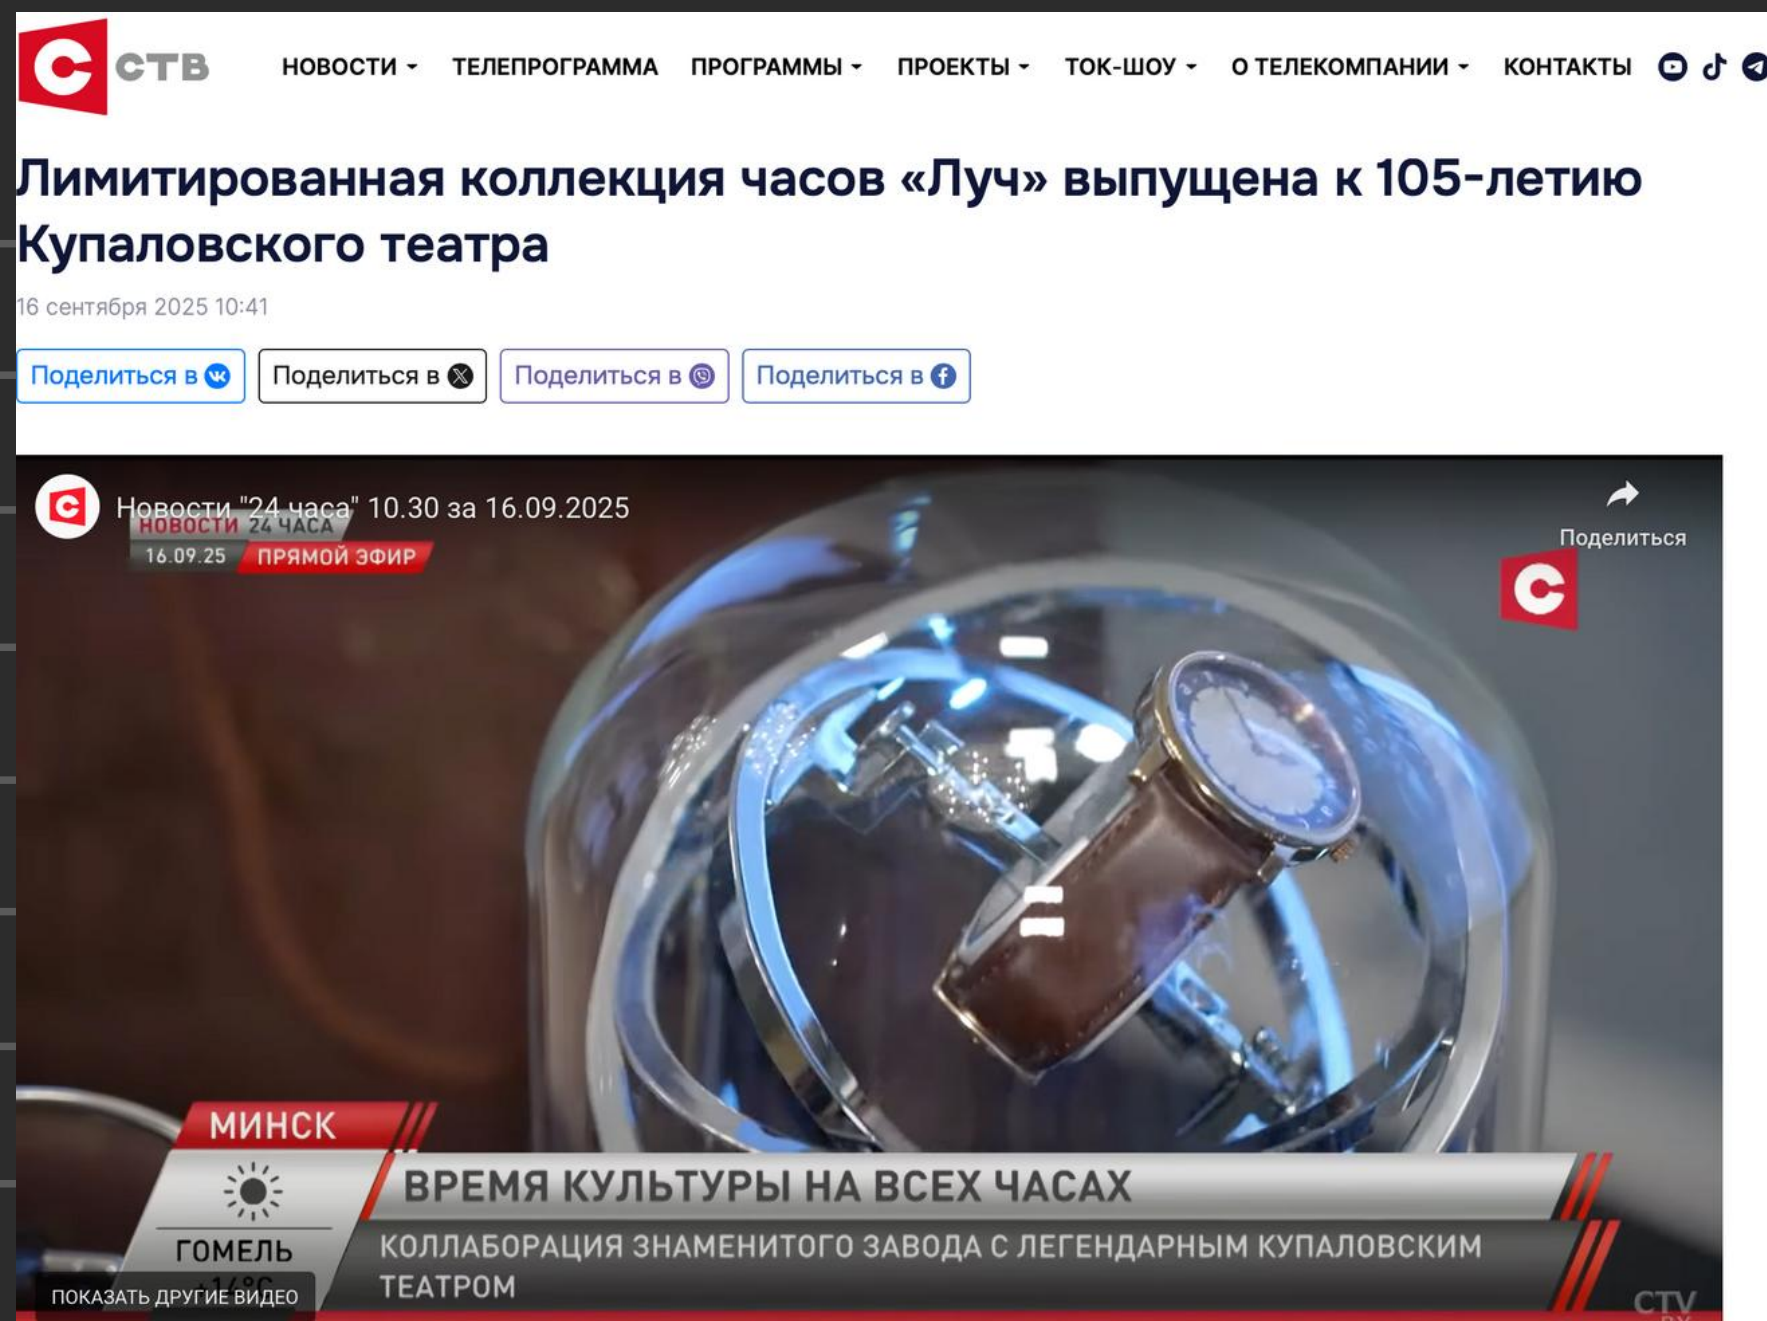 СТВ
НОВОСТИ ТЕЛЕПРОГРАММА ПРОГРАММЫ ПРОЕКТЫ ТОК-ШОУ О ТЕЛЕКОМПАНИИ КОНТАКТЫ
Лимитированная коллекция часов «Луч» выпущена к 105-летию
Купаловского театра
16 сентября 2025 10:41
Поделиться в Поделиться в Поделиться в Поделиться в
Новости "24 часа" 10.30 за 16.09.2025
НОВОСТИ 24 ЧАСА
Поделиться
16.09.25 ПРЯМОЙ ЭФИР
МИНСК
ВРЕМЯ КУЛЬТУРЫ НА ВСЕХ ЧАСАХ
ГОМЕЛЬ
+14°C
КОЛЛАБОРАЦИЯ ЗНАМЕНИТОГО ЗАВОДА С ЛЕГЕНДАРНЫМ КУПАЛОВСКИМ
ТЕАТРОМ
ПОКАЗАТЬ ДРУГИЕ ВИДЕО
CTV